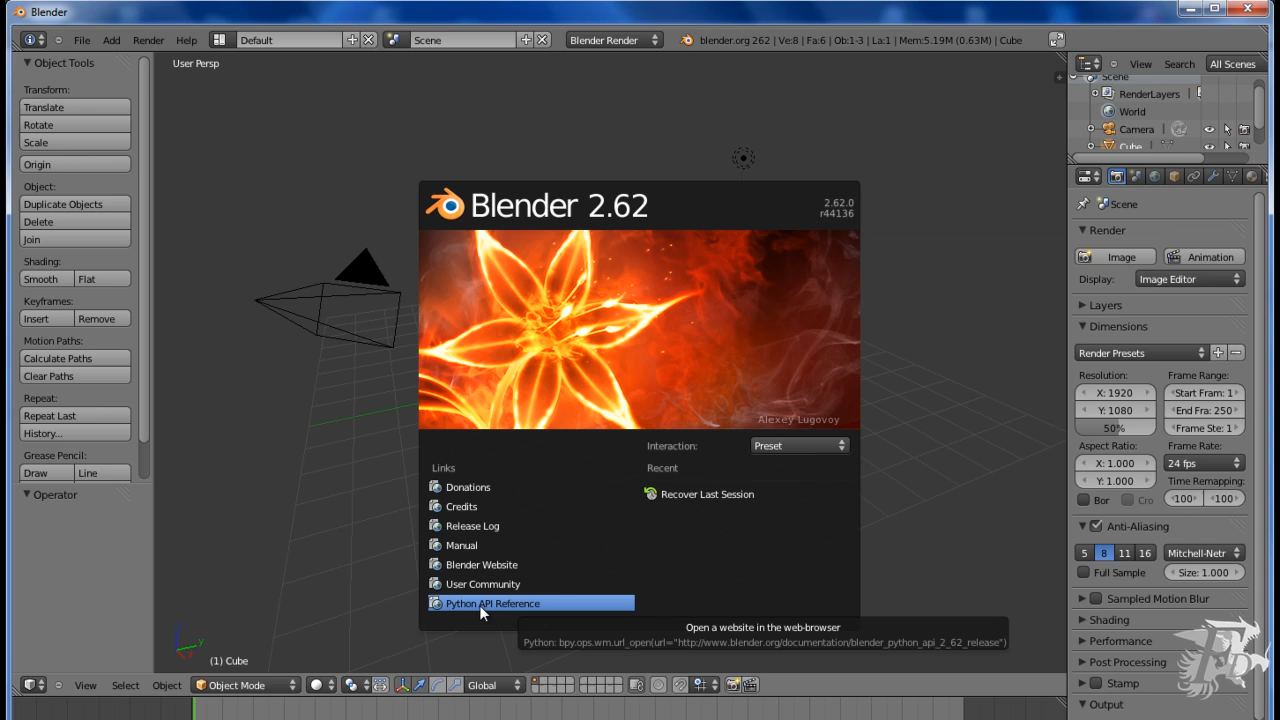 Blender
File Add Render Help Default Scene Blender Render blender.org 262 | Ve:8 | Fa:6 | Ob:1-3 | La:1 | Mem:5.19M (0.63M) | Cube
Object Tools
Transform:
Translate
Rotate
Scale
Origin
Object:
Duplicate Objects
Delete
Join
Shading:
Smooth Flat
Keyframes:
Insert Remove
Motion Paths:
Calculate Paths
Clear Paths
Repeat:
Repeat Last
History...
Grease Pencil:
Draw Line
Operator
User Persp
Blender 2.62
2.62.0
r44136
Alexey Lugovoy
Interaction: Preset
Links
Donations
Credits
Release Log
Manual
Blender Website
User Community
Python API Reference
Recent
Recover Last Session
Open a website in the web-browser
Python: bpy.ops.wm.url_open(url="http://www.blender.org/documentation/blender_python_api_2_62_release")
y
(1) Cube
View Select Object Object Mode Global
View Search All Scenes
Scene
RenderLayers
World
Camera
Cube
Scene
Render
Image Animation
Display: Image Editor
Layers
Dimensions
Render Presets
Resolution: Frame Range:
X: 1920 Start Fram: 1
Y: 1080 End Fra: 250
50% Frame Ste: 1
Aspect Ratio: Frame Rate:
X: 1.000 24 fps
Y: 1.000 Time Remapping:
Bor Cro 100 100
Anti-Aliasing
5 8 11 16 Mitchell-Netr
Full Sample Size: 1.000
Sampled Motion Blur
Shading
Performance
Post Processing
Stamp
Output